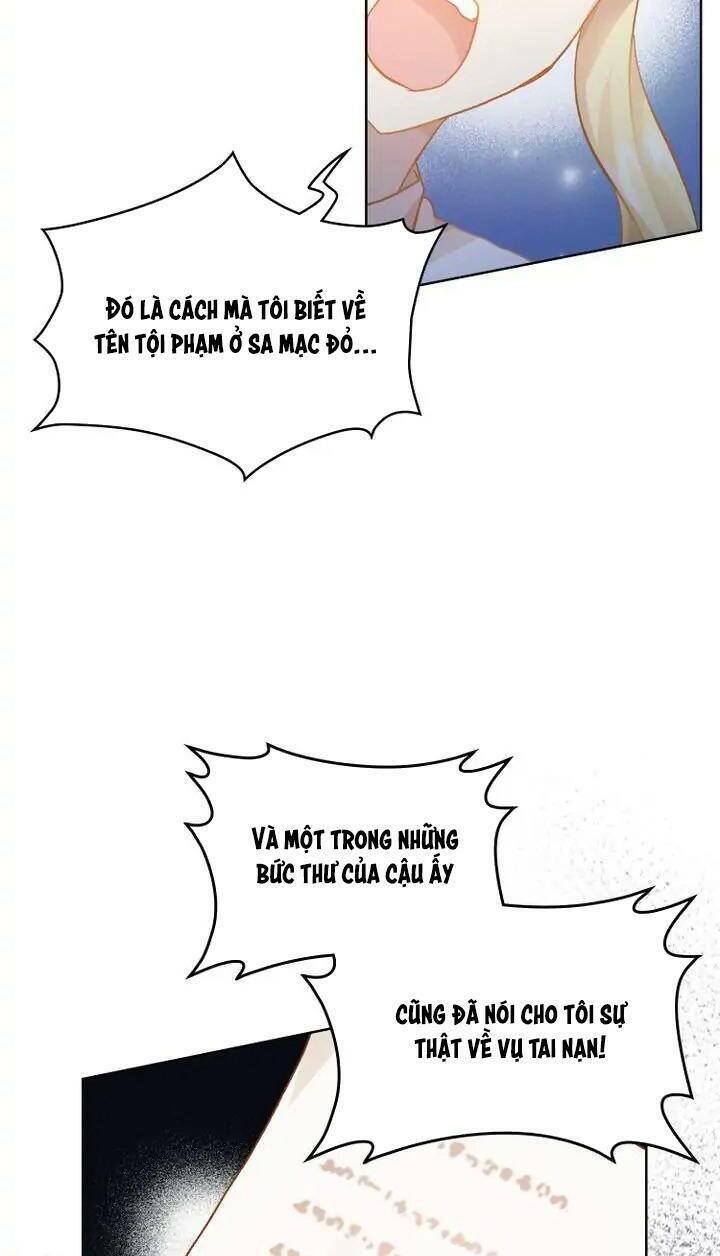 ĐÓ LÀ CÁCH MÀ TÔI BIẾT VỀ
TÊN TỘI PHẠM Ở SA MẠC ĐỎ...
VÀ MỘT TRONG NHỮNG
BỨC THƯ CỦA CẬU ẤY
CŨNG ĐÃ NÓI CHO TÔI SỰ
THẬT VỀ VỤ TAI NẠN!